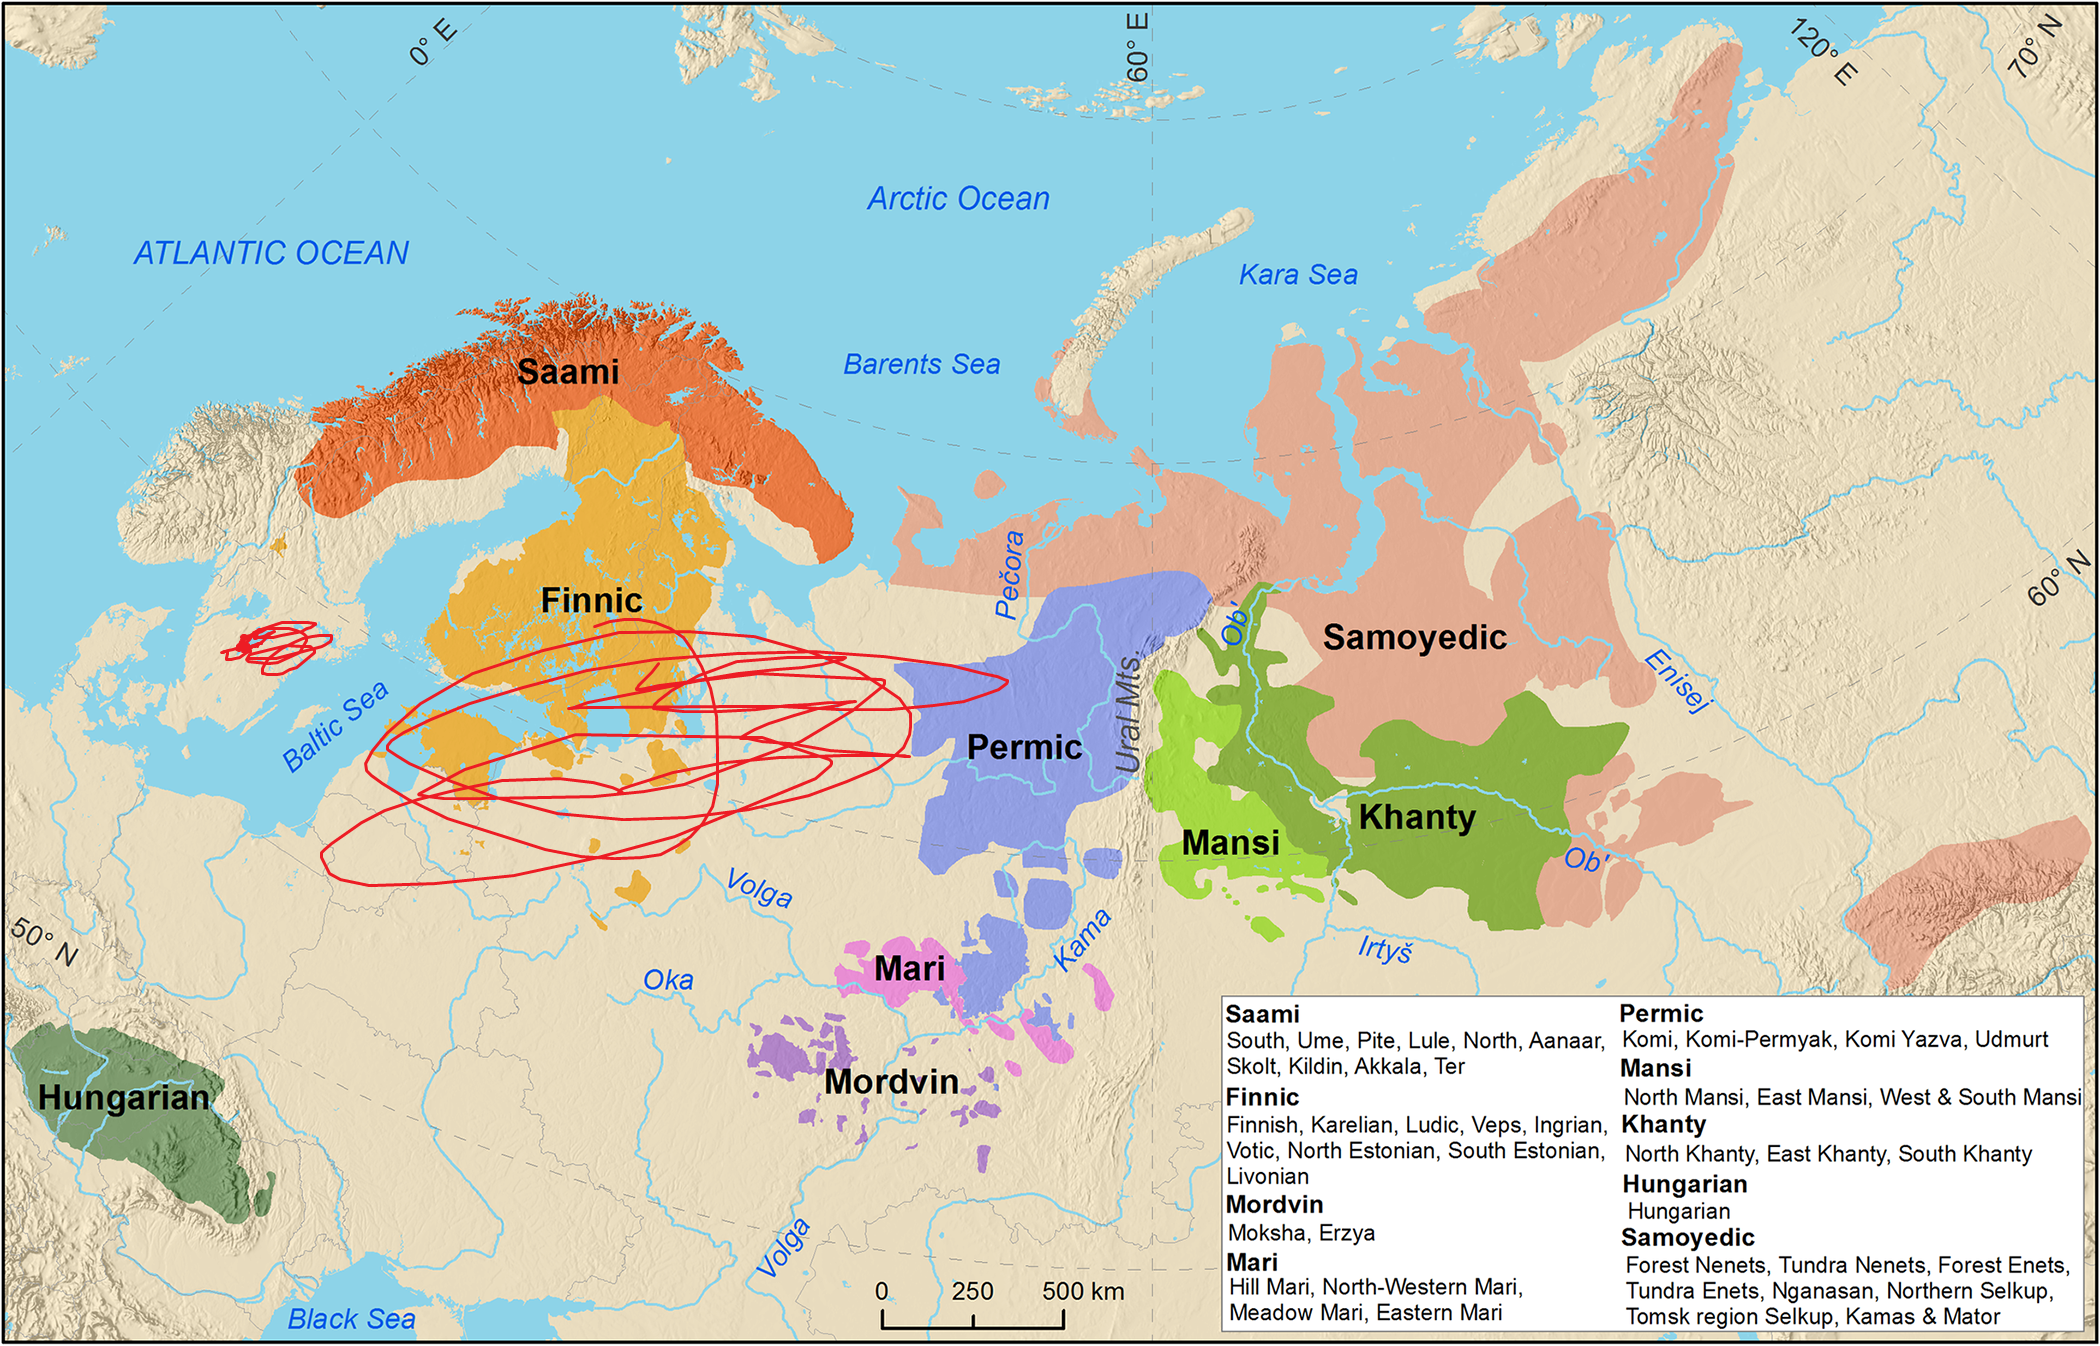 0° E
60° E
120° E
70° N
ATLANTIC OCEAN
Arctic Ocean
Kara Sea
Barents Sea
Saami
Pečora
Finnic
Ob'
Samoyedic
60° N
Enisej
Baltic Sea
Ural Mts.
Permic
Khanty
Mansi
Ob'
Volga
50° N
Kama
Irtyš
Mari
Oka
Mordvin
Hungarian
Volga
Black Sea
0 250 500 km
Saami
South, Ume, Pite, Lule, North, Aanaar,
Skolt, Kildin, Akkala, Ter
Finnic
Finnish, Karelian, Ludic, Veps, Ingrian,
Votic, North Estonian, South Estonian,
Livonian
Mordvin
Moksha, Erzya
Mari
Hill Mari, North-Western Mari,
Meadow Mari, Eastern Mari
Permic
Komi, Komi-Permyak, Komi Yazva, Udmurt
Mansi
North Mansi, East Mansi, West & South Mansi
Khanty
North Khanty, East Khanty, South Khanty
Hungarian
Hungarian
Samoyedic
Forest Nenets, Tundra Nenets, Forest Enets,
Tundra Enets, Nganasan, Northern Selkup,
Tomsk region Selkup, Kamas & Mator